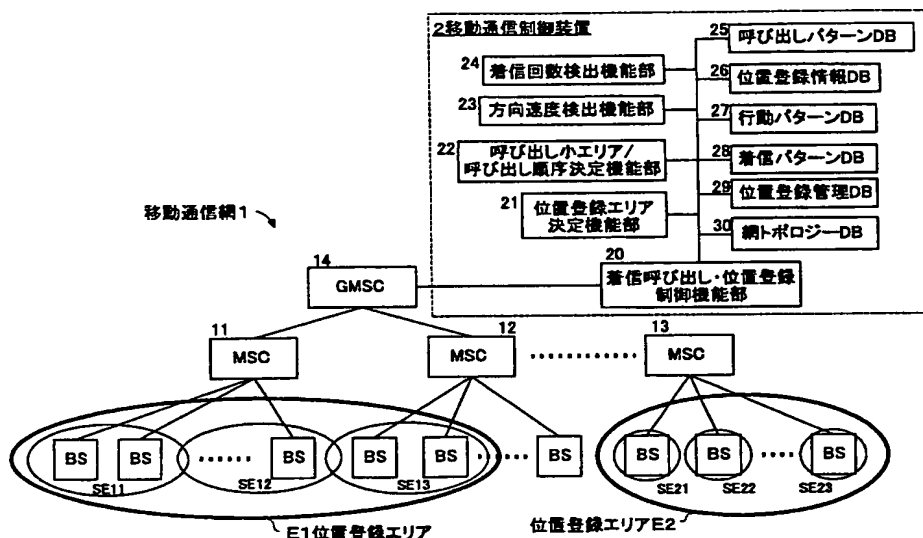 2移動通信制御装置
25
呼び出しパターンDB
24
着信回数検出機能部
26
位置登録情報DB
23
方向速度検出機能部
27
行動パターンDB
22
呼び出し小エリア/
呼び出し順序決定機能部
28
着信パターンDB
21
位置登録エリア
決定機能部
29
位置登録管理DB
30
網トポロジーDB
移動通信網1
20
着信呼び出し・位置登録
制御機能部
14
GMSC
11
MSC
12
MSC
13
MSC
BS
BS
BS
BS
BS
BS
BS
BS
BS
SE11
SE12
SE13
SE21
SE22
SE23
E1位置登録エリア
位置登録エリアE2